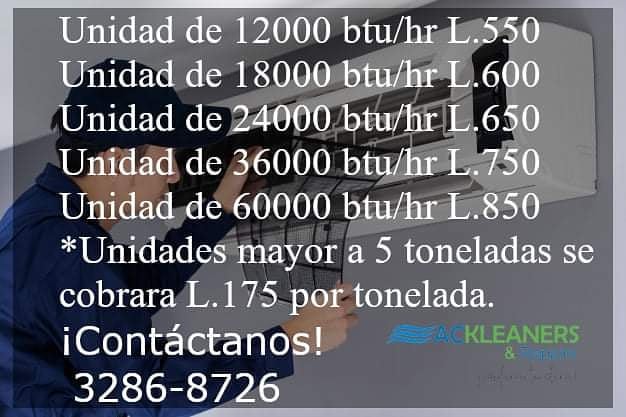 Unidad de 12000 btu/hr L.550
Unidad de 18000 btu/hr L.600
Unidad de 24000 btu/hr L.650
Unidad de 36000 btu/hr L.750
Unidad de 60000 btu/hr L.850
*Unidades mayor a 5 toneladas se
cobrara L.175 por tonelada.
¡Contáctanos!
3286-8726
ACKLEANERS
&